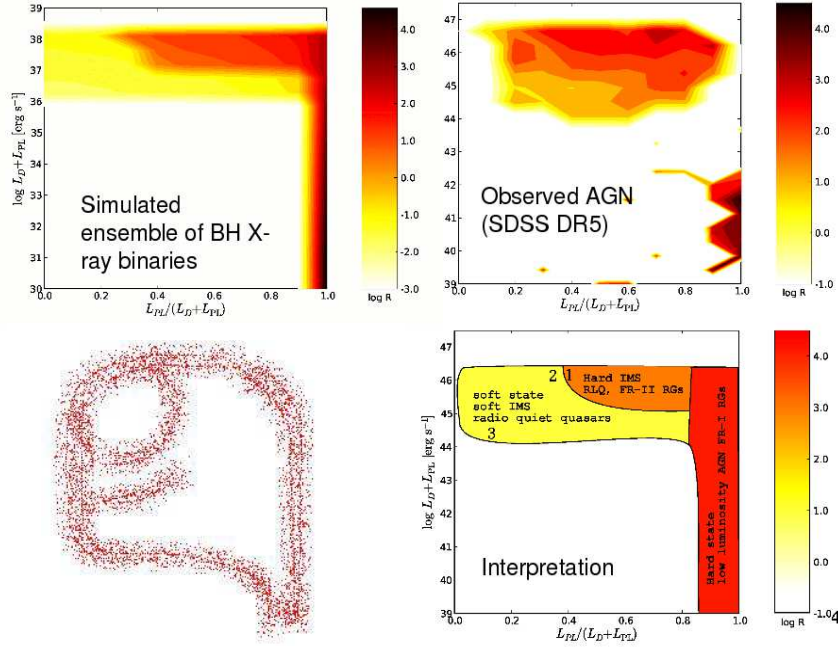 38
37
36
35
34
33
32
31
30
log L_D+L_PL [erg s⁻¹]
Simulated
ensemble of BH X-
ray binaries
0.0 0.2 0.4 0.6 0.8 1.0
L_PL/(L_D+L_PL)
4.0
3.0
2.0
1.0
0.0
-1.0
-2.0
-3.0
log R
47
46
45
44
43
42
41
40
39
Observed AGN
(SDSS DR5)
0.0 0.2 0.4 0.6 0.8 1.0
L_PL/(L_D+L_PL)
4.0
3.0
2.0
1.0
0.0
-1.0
log R
47
46
45
44
43
42
41
40
39
log L_D+L_PL [erg s⁻¹]
2 1
Hard IMS
RLQ, FR-II RGs
soft state
soft IMS
radio quiet quasars
3
Hard state
low luminosity AGN FR-I RGs
Interpretation
0.0 0.2 0.4 0.6 0.8 1.0
L_PL/(L_D+L_PL)
4.0
3.0
2.0
1.0
0.0
-1.0
log R
4